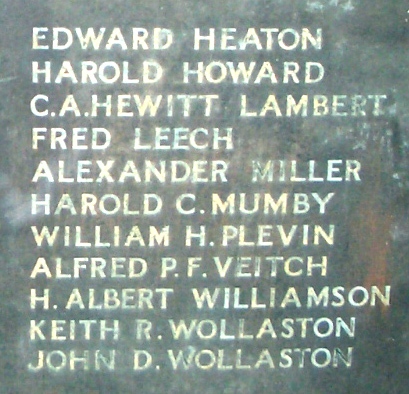 EDWARD HEATON
HAROLD HOWARD
C.A.HEWITT LAMBERT
FRED LEECH
ALEXANDER MILLER
HAROLD C. MUMBY
WILLIAM H. PLEVIN
ALFRED P. F. VEITCH
H. ALBERT WILLIAMSON
KEITH R. WOLLASTON
JOHN D. WOLLASTON